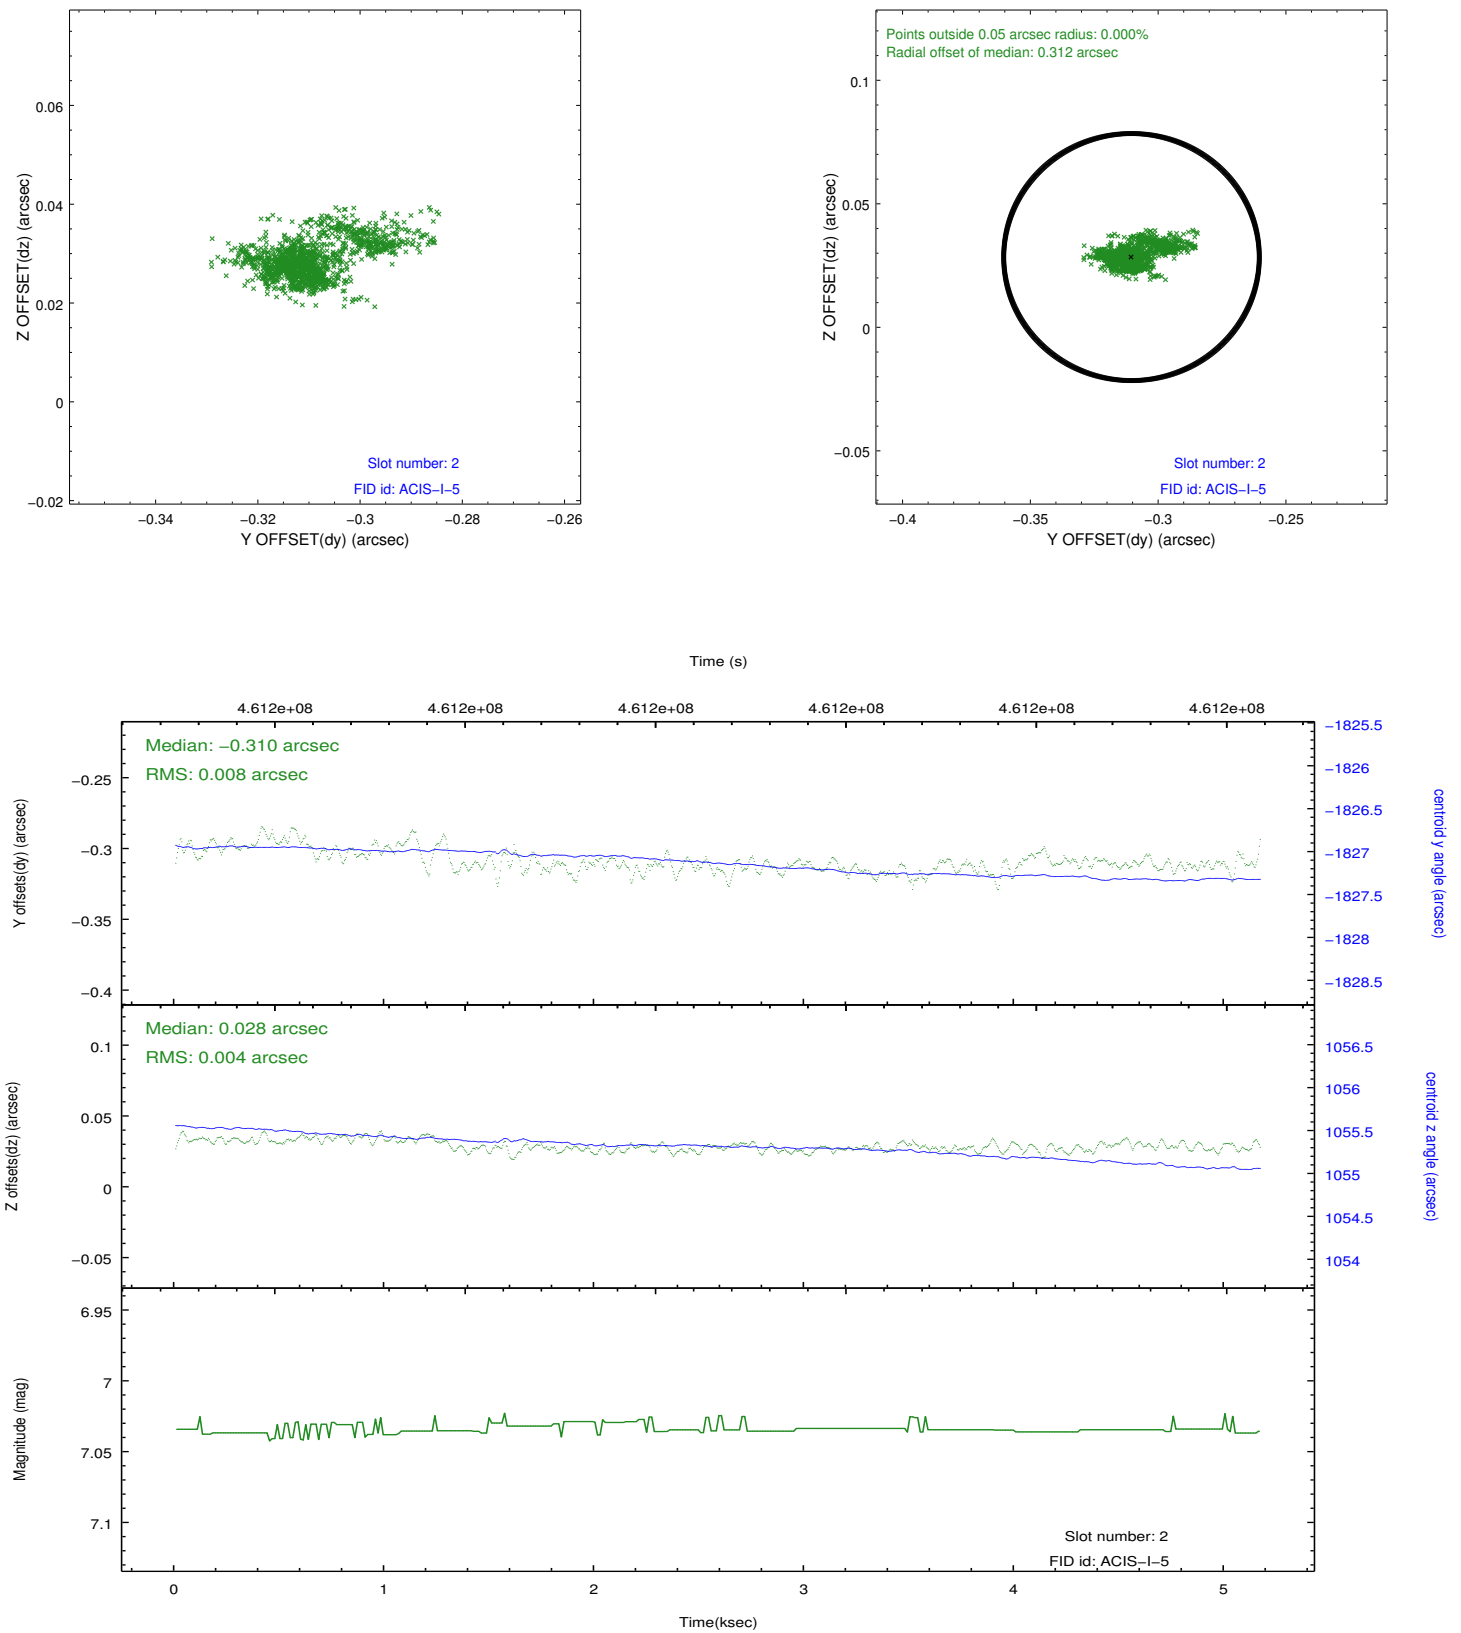 0.06
0.04
0.02
0
−0.02
Z OFFSET(dz) (arcsec)
Slot number: 2
FID id: ACIS−I−5
−0.34 −0.32 −0.3 −0.28 −0.26
Y OFFSET(dy) (arcsec)
Points outside 0.05 arcsec radius: 0.000%
Radial offset of median: 0.312 arcsec
0.1
0.05
0
−0.05
Z OFFSET(dz) (arcsec)
Slot number: 2
FID id: ACIS−I−5
−0.4 −0.35 −0.3 −0.25
Y OFFSET(dy) (arcsec)
Time (s)
4.612e+08 4.612e+08 4.612e+08 4.612e+08 4.612e+08 4.612e+08
Median: −0.310 arcsec
RMS: 0.008 arcsec
−0.25
−0.3
−0.35
−0.4
Y offsets(dy) (arcsec)
−1825.5
−1826
−1826.5
−1827
−1827.5
−1828
−1828.5
centroid y angle (arcsec)
Median: 0.028 arcsec
RMS: 0.004 arcsec
0.1
0.05
0
−0.05
Z offsets(dz) (arcsec)
1056.5
1056
1055.5
1055
1054.5
1054
centroid z angle (arcsec)
6.95
7
7.05
7.1
Magnitude (mag)
Slot number: 2
FID id: ACIS−I−5
0 1 2 3 4 5
Time(ksec)